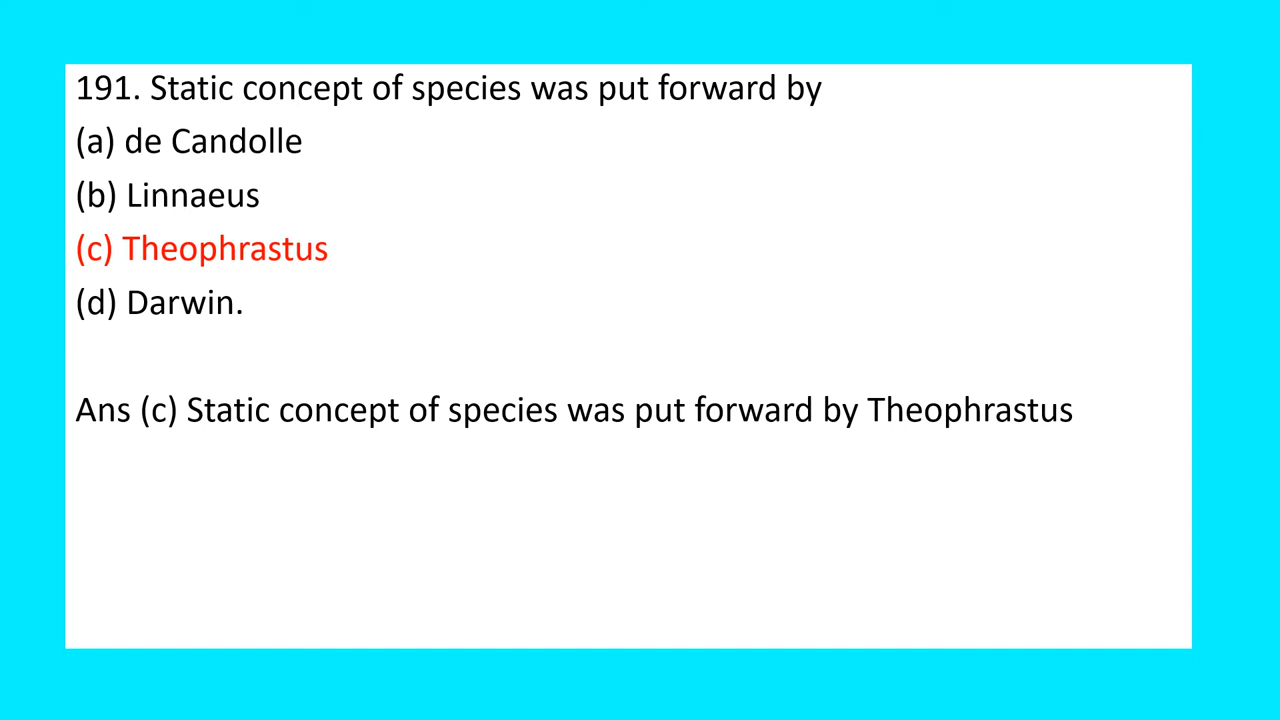 191. Static concept of species was put forward by
(a) de Candolle
(b) Linnaeus
(c) Theophrastus
(d) Darwin.
Ans (c) Static concept of species was put forward by Theophrastus